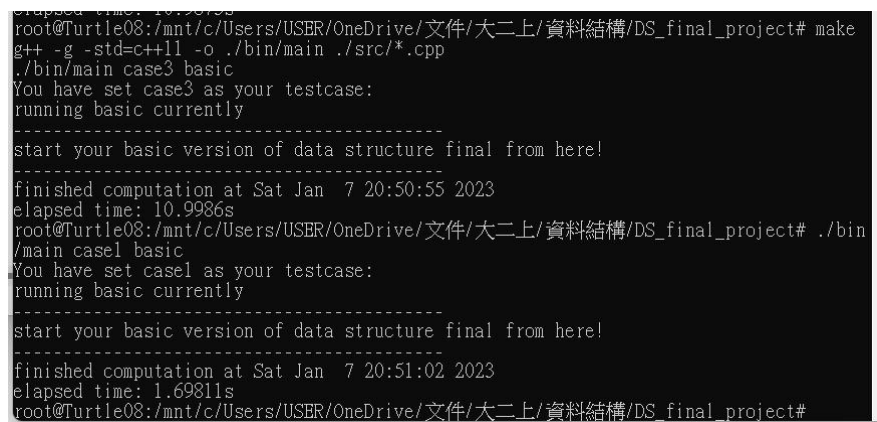 elapsed time: 10.9875s
root@Turtle08:/mnt/c/Users/USER/OneDrive/文件/大二上/資料結構/DS_final_project# make
g++ -g -std=c++11 -o ./bin/main ./src/*.cpp
./bin/main case3 basic
You have set case3 as your testcase:
running basic currently
-------------------------------------------
start your basic version of data structure final from here!
-------------------------------------------
finished computation at Sat Jan  7 20:50:55 2023
elapsed time: 10.9986s
root@Turtle08:/mnt/c/Users/USER/OneDrive/文件/大二上/資料結構/DS_final_project# ./bin
/main case1 basic
You have set case1 as your testcase:
running basic currently
-------------------------------------------
start your basic version of data structure final from here!
-------------------------------------------
finished computation at Sat Jan  7 20:51:02 2023
elapsed time: 1.69811s
root@Turtle08:/mnt/c/Users/USER/OneDrive/文件/大二上/資料結構/DS_final_project#